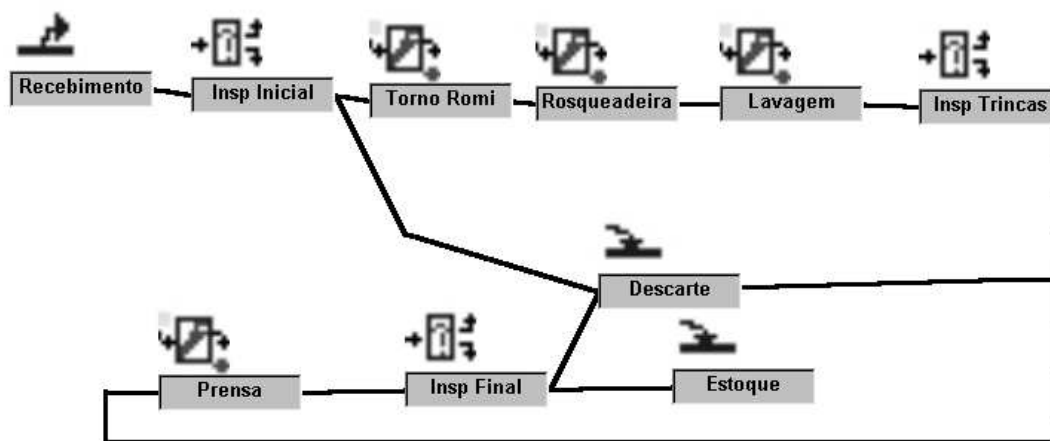 Recebimento
Insp Inicial
Torno Romi
Rosqueadeira
Lavagem
Insp Trincas
Descarte
Prensa
Insp Final
Estoque